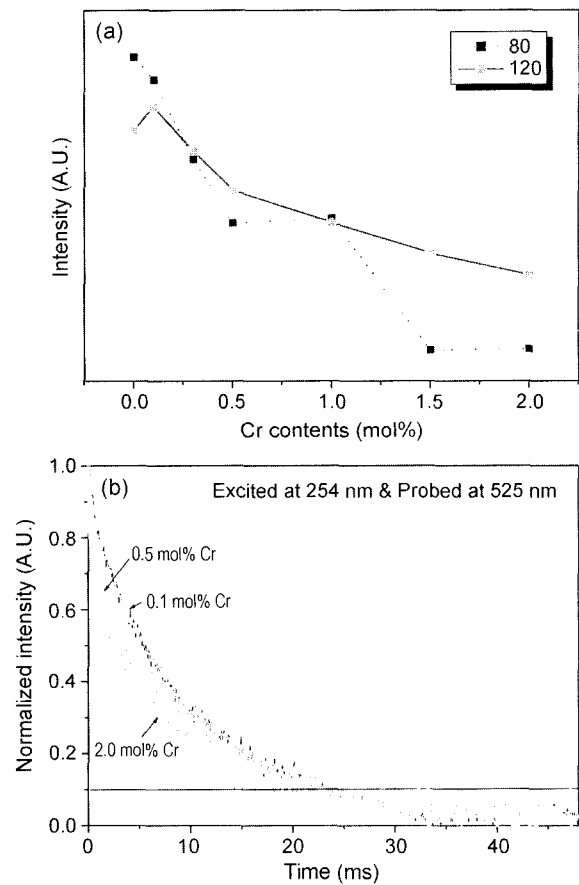 (a)
80
120
Intensity (A.U.)
0.0 0.5 1.0 1.5 2.0
Cr contents (mol%)
(b)
Excited at 254 nm & Probed at 525 nm
1.0
0.8
0.6
0.4
0.2
0.0
0.5 mol% Cr
0.1 mol% Cr
2.0 mol% Cr
Normalized intensity (A.U.)
0 10 20 30 40
Time (ms)